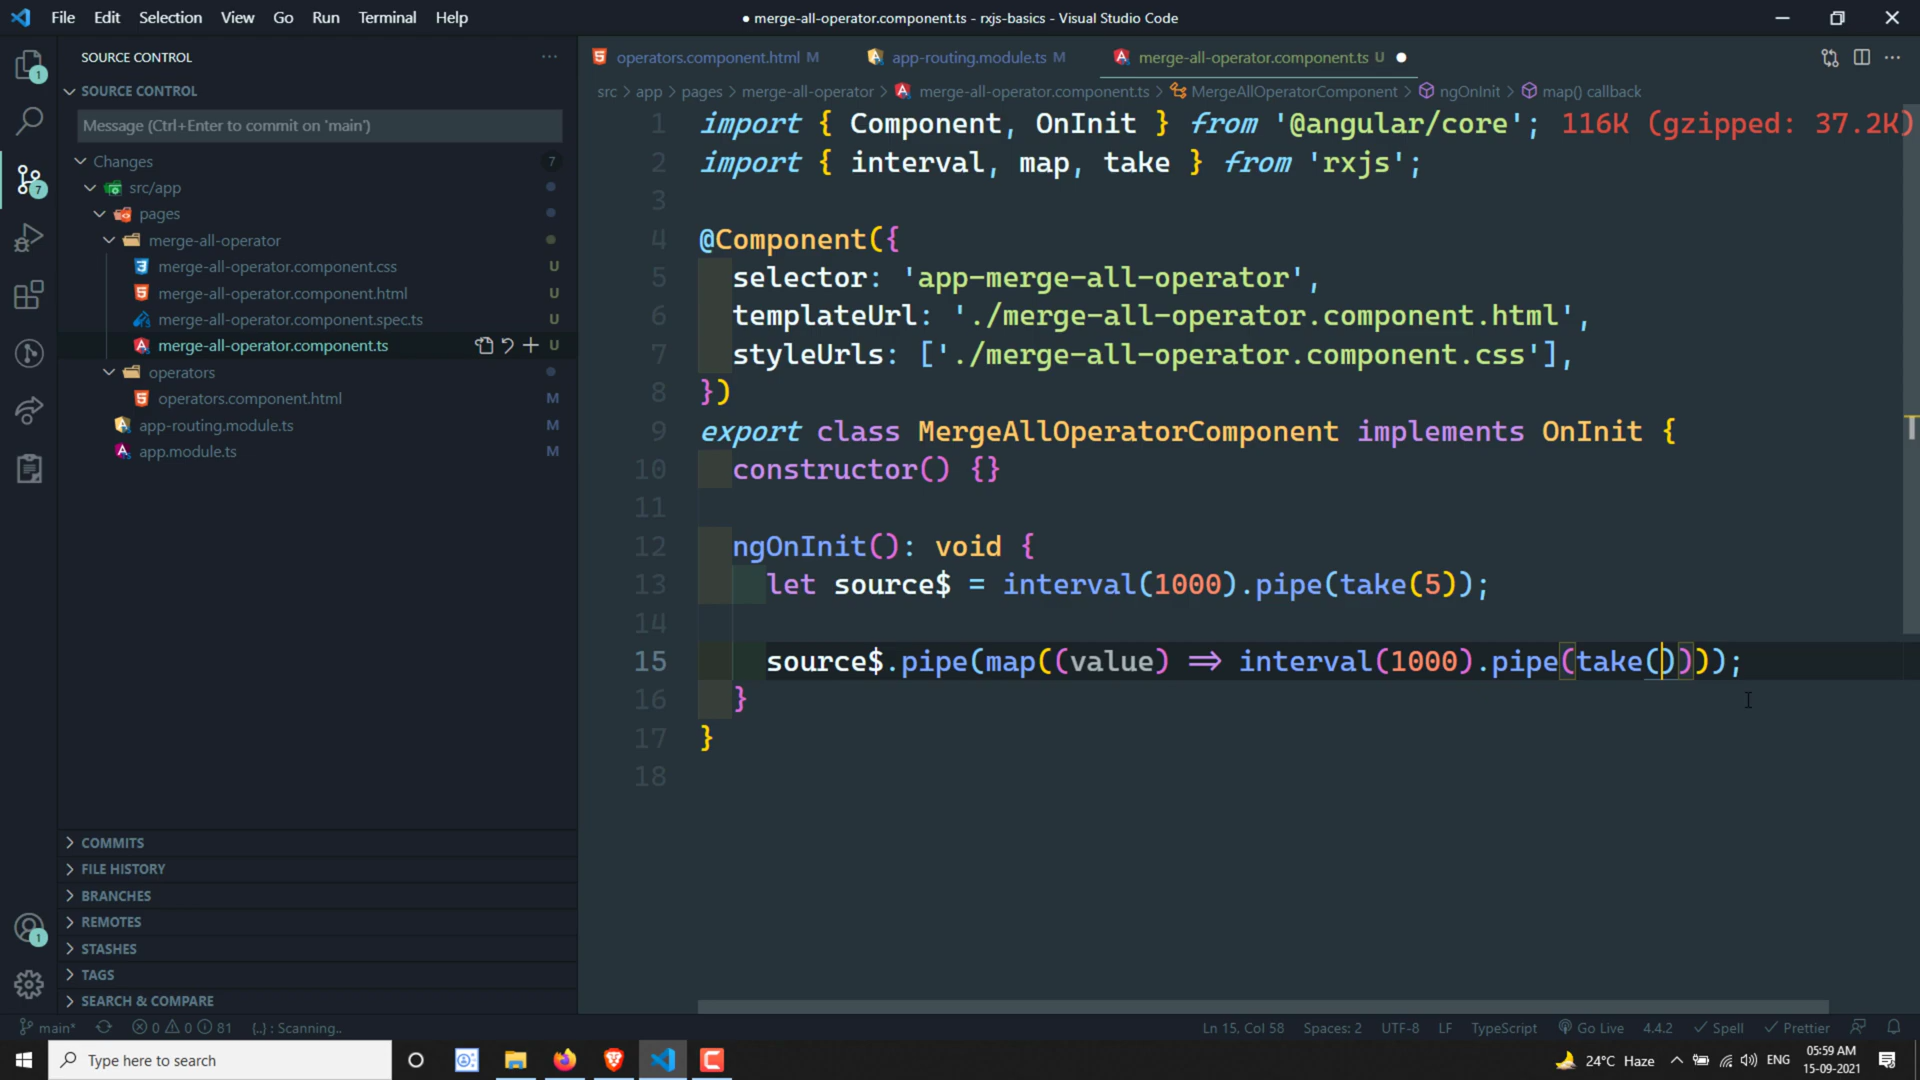 File Edit Selection View Go Run Terminal Help
● merge-all-operator.component.ts - rxjs-basics - Visual Studio Code
SOURCE CONTROL ···
operators.component.html M
app-routing.module.ts M
merge-all-operator.component.ts U ●
src > app > pages > merge-all-operator > merge-all-operator.component.ts > MergeAllOperatorComponent > ngOnInit > map() callback
SOURCE CONTROL
Message (Ctrl+Enter to commit on 'main')
Changes 7
src/app
pages
merge-all-operator
merge-all-operator.component.css U
merge-all-operator.component.html U
merge-all-operator.component.spec.ts U
merge-all-operator.component.ts U
operators
operators.component.html M
app-routing.module.ts M
app.module.ts M
COMMITS
FILE HISTORY
BRANCHES
REMOTES
STASHES
TAGS
SEARCH & COMPARE
1
7
1
1 import { Component, OnInit } from '@angular/core'; 116K (gzipped: 37.2K)
2 import { interval, map, take } from 'rxjs';
3
4 @Component({
5 selector: 'app-merge-all-operator',
6 templateUrl: './merge-all-operator.component.html',
7 styleUrls: ['./merge-all-operator.component.css'],
8 })
9 export class MergeAllOperatorComponent implements OnInit {
10 constructor() {}
11
12 ngOnInit(): void {
13 let source$ = interval(1000).pipe(take(5));
14
15 source$.pipe(map((value) => interval(1000).pipe(take())));
16 }
17 }
18
main* 0 0 81 {..} : Scanning..
Ln 15, Col 58 Spaces: 2 UTF-8 LF TypeScript Go Live 4.4.2 Spell Prettier
Type here to search
24°C Haze ENG
05:59 AM
15-09-2021